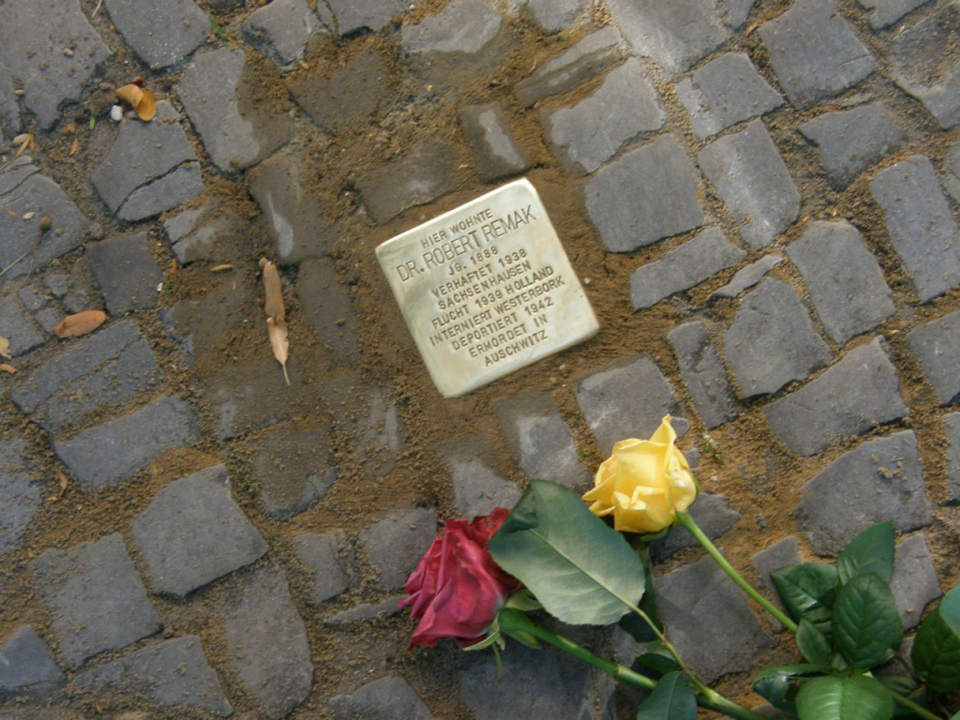 HIER WOHNTE
DR. ROBERT REMAK
JG. 1888
VERHAFTET 1938
SACHSENHAUSEN
FLUCHT 1939 HOLLAND
INTERNIERT WESTERBORK
DEPORTIERT 1942
ERMORDET IN
AUSCHWITZ